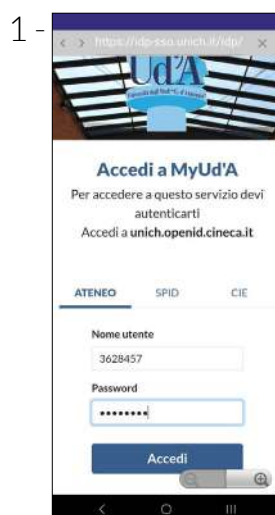 1 -
https://idp-sso.unich.it/idp/
Ud'A
Accedi a MyUd'A
Per accedere a questo servizio devi
autenticarti
Accedi a unich.openid.cineca.it
ATENEO SPID CIE
Nome utente
3628457
Password
••••••••
Accedi